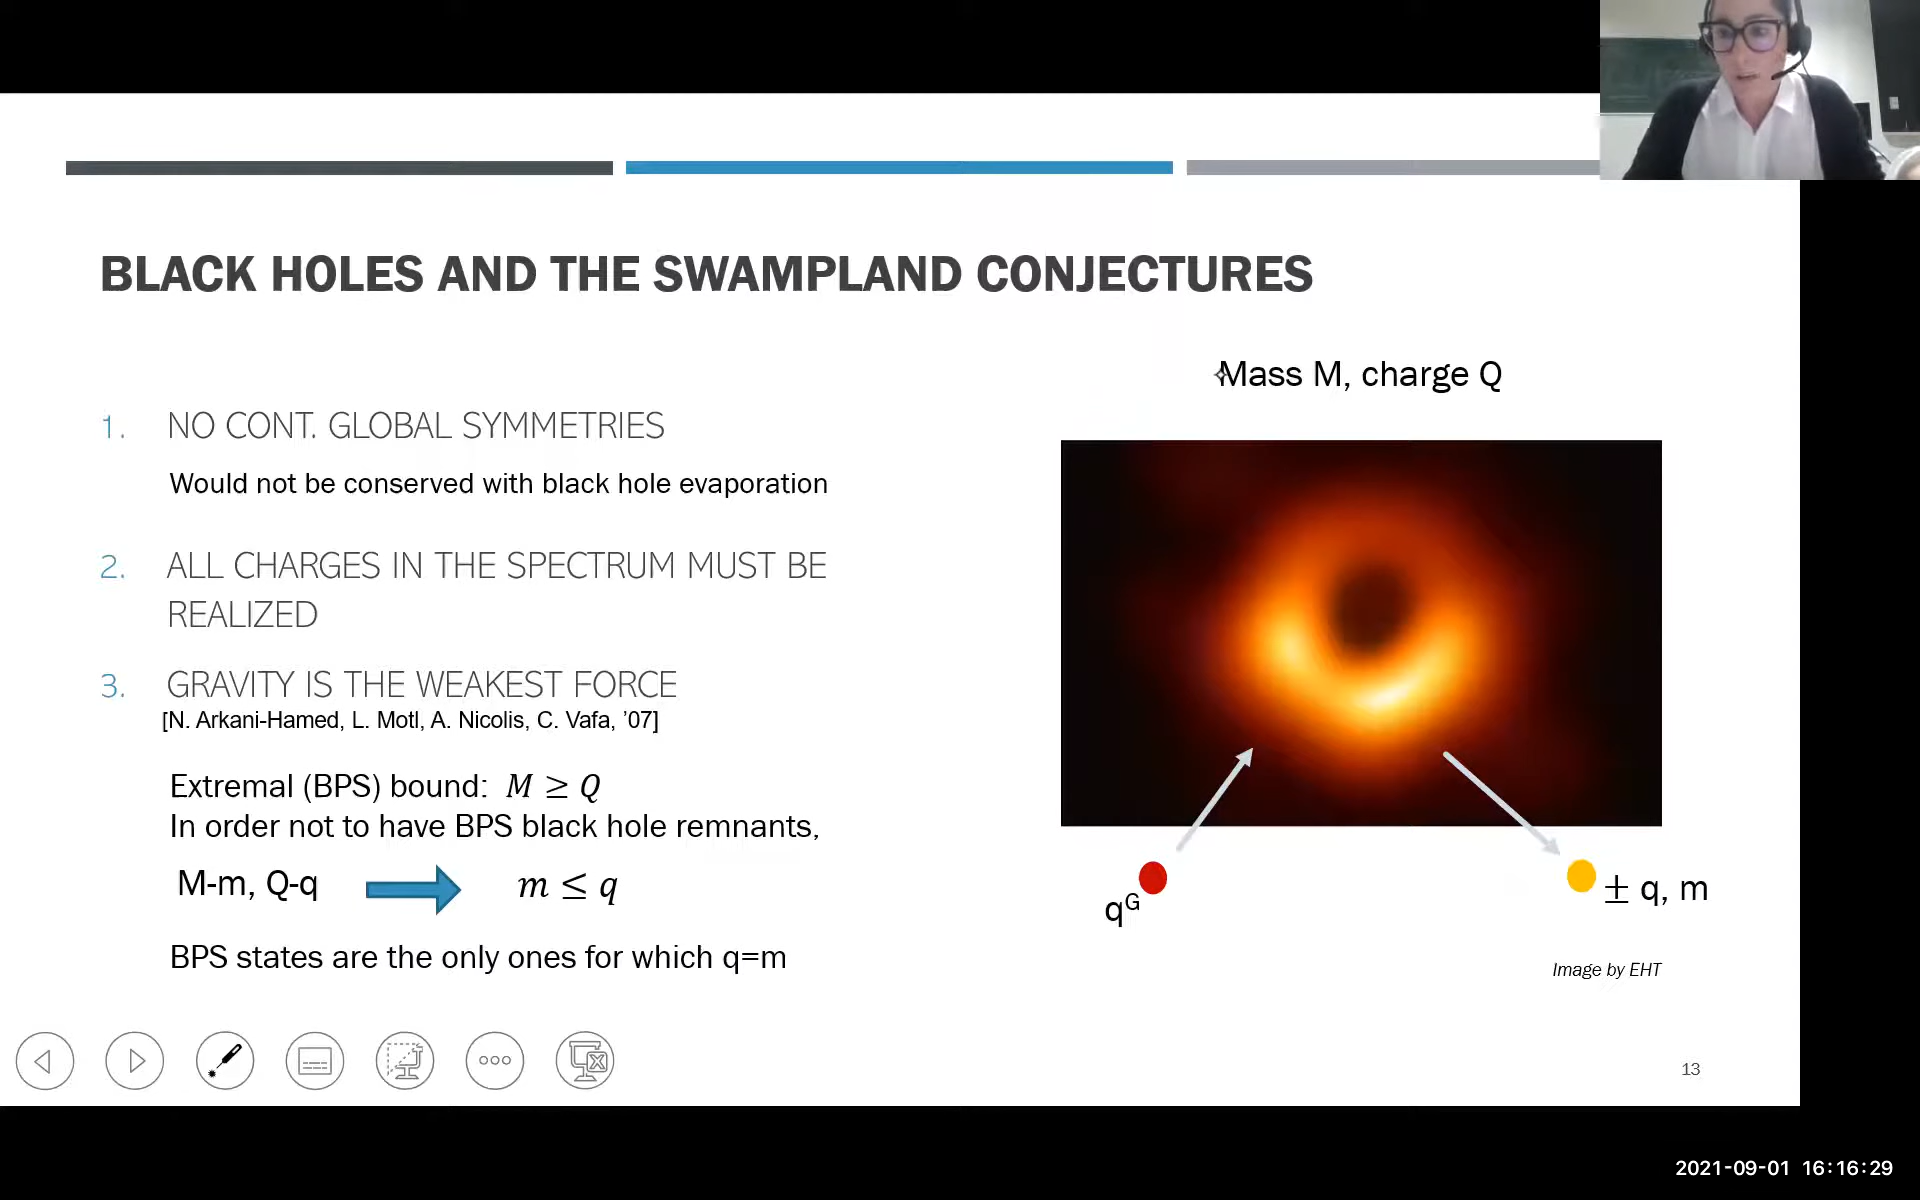 BLACK HOLES AND THE SWAMPLAND CONJECTURES
Mass M, charge Q
1. NO CONT. GLOBAL SYMMETRIES
Would not be conserved with black hole evaporation
2. ALL CHARGES IN THE SPECTRUM MUST BE
REALIZED
3. GRAVITY IS THE WEAKEST FORCE
[N. Arkani-Hamed, L. Motl, A. Nicolis, C. Vafa, ’07]
Extremal (BPS) bound: M ≥ Q
In order not to have BPS black hole remnants,
M-m, Q-q m ≤ q
BPS states are the only ones for which q=m
qᴳ
± q, m
Image by EHT
13
2021-09-01 16:16:29